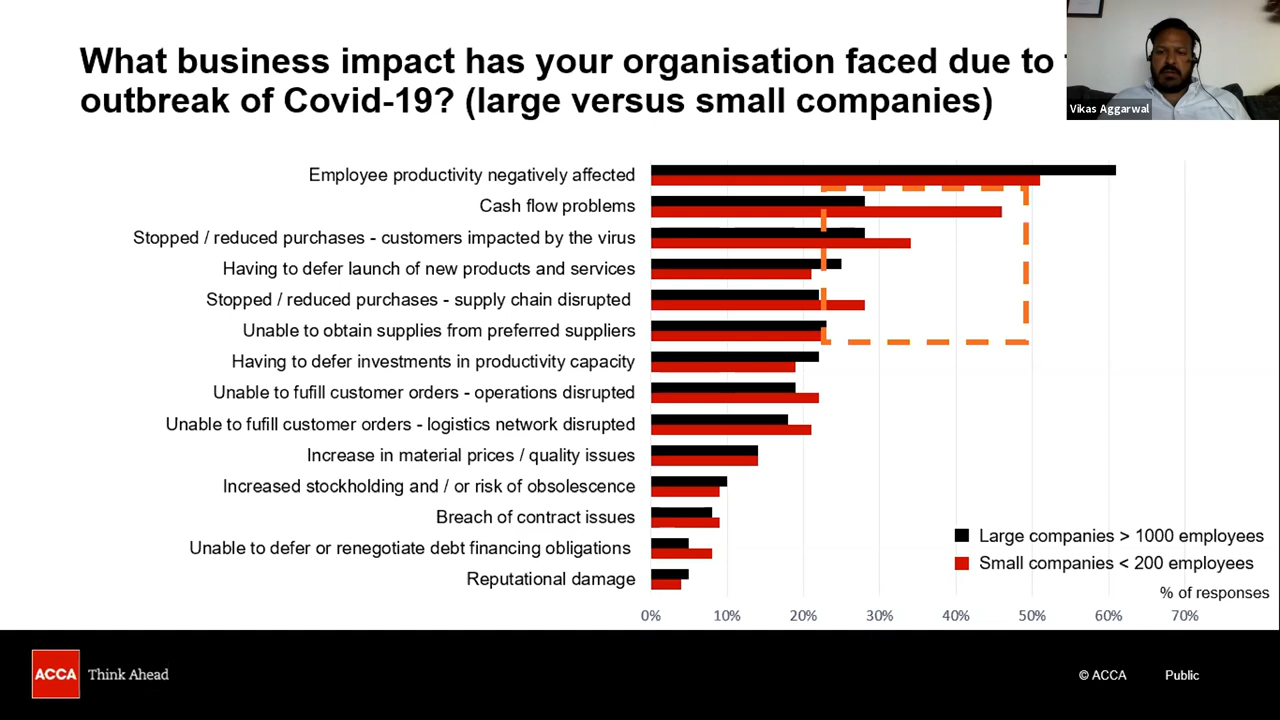 What business impact has your organisation faced due to
outbreak of Covid-19? (large versus small companies)
Vikas Aggarwal
Employee productivity negatively affected
Cash flow problems
Stopped / reduced purchases - customers impacted by the virus
Having to defer launch of new products and services
Stopped / reduced purchases - supply chain disrupted
Unable to obtain supplies from preferred suppliers
Having to defer investments in productivity capacity
Unable to fufill customer orders - operations disrupted
Unable to fufill customer orders - logistics network disrupted
Increase in material prices / quality issues
Increased stockholding and / or risk of obsolescence
Breach of contract issues
Unable to defer or renegotiate debt financing obligations
Reputational damage
Large companies > 1000 employees
Small companies < 200 employees
% of responses
0% 10% 20% 30% 40% 50% 60% 70%
ACCA Think Ahead
© ACCA Public